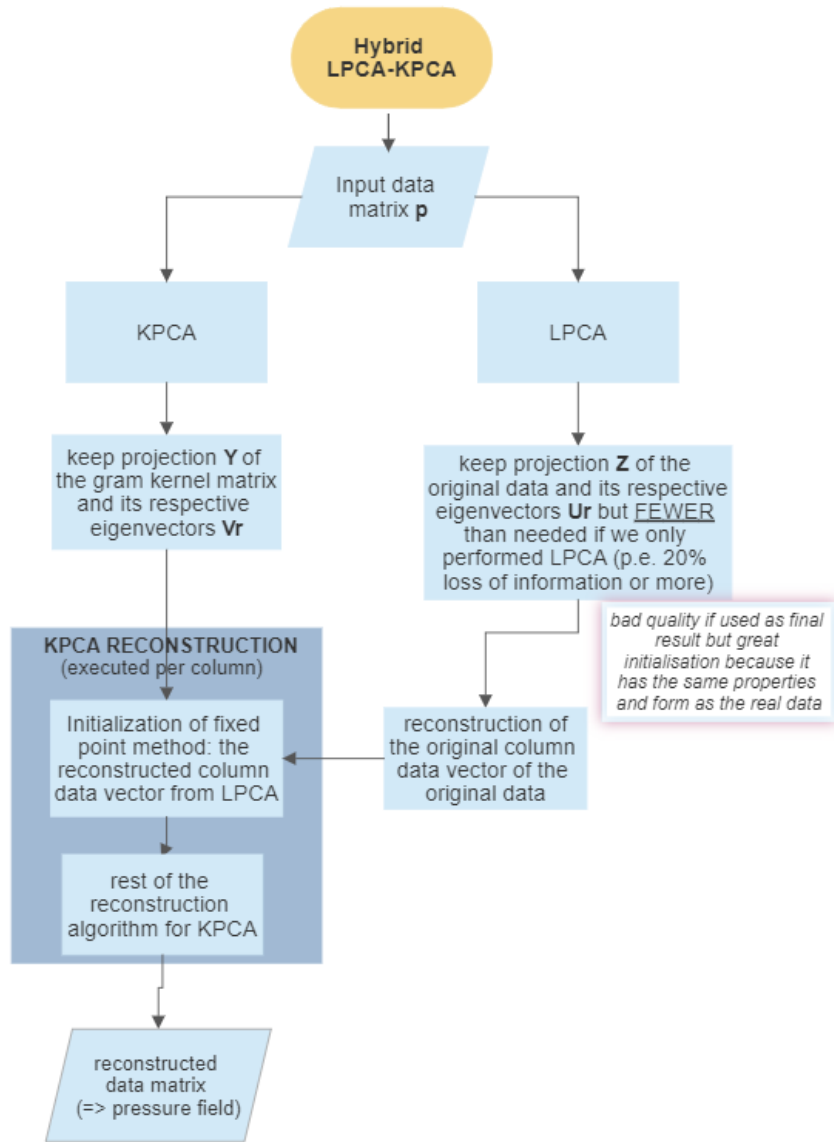 Hybrid
LPCA-KPCA
Input data
matrix p
KPCA
LPCA
keep projection Y of
the gram kernel matrix
and its respective
eigenvectors Vr
keep projection Z of the
original data and its respective
eigenvectors Ur but FEWER
than needed if we only
performed LPCA (p.e. 20%
loss of information or more)
bad quality if used as final
result but great
initialisation because it
has the same properties
and form as the real data
KPCA RECONSTRUCTION
(executed per column)
Initialization of fixed
point method: the
reconstructed column
data vector from LPCA
reconstruction of
the original column
data vector of the
original data
rest of the
reconstruction
algorithm for KPCA
reconstructed
data matrix
(=> pressure field)